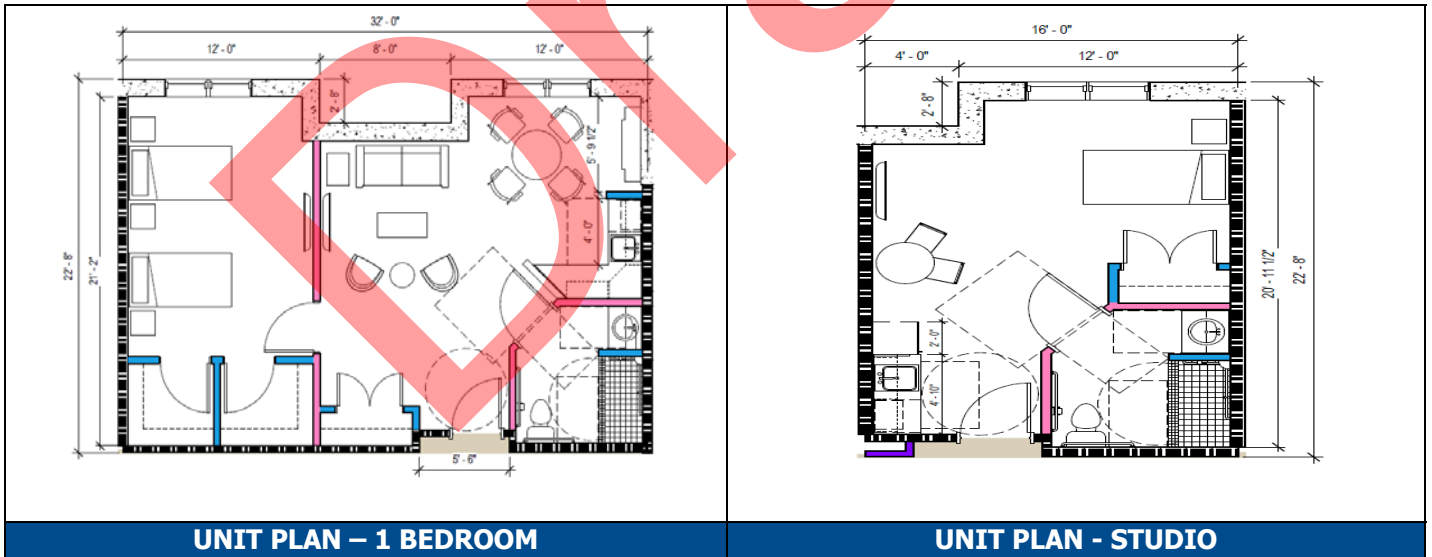 32' - 0"
12' - 0"
8' - 0"
12' - 0"
2' - 8"
5' - 9 1/2"
4' - 0"
22' - 8"
21' - 2"
5' - 6"
UNIT PLAN – 1 BEDROOM
16' - 0"
4' - 0"
12' - 0"
2' - 8"
2' - 0"
4' - 10"
20' - 11 1/2"
22' - 8"
UNIT PLAN - STUDIO